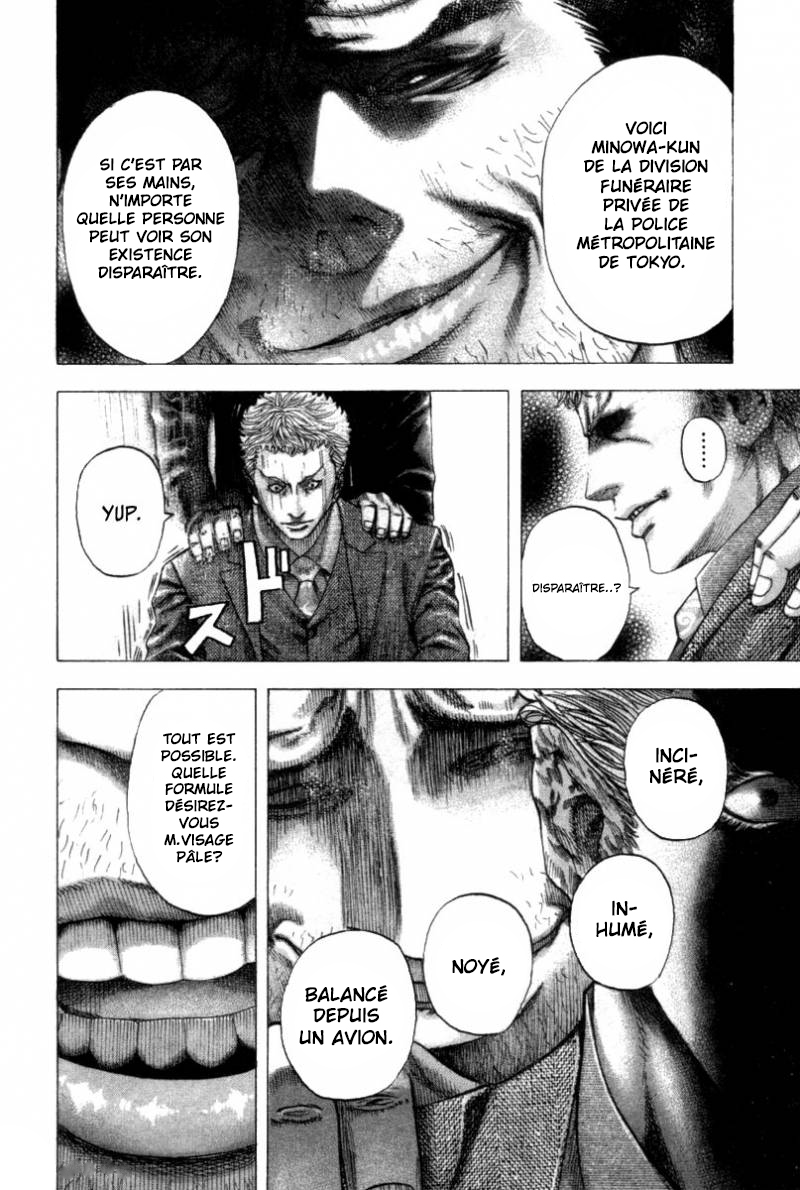 VOICI
MINOWA-KUN
DE LA DIVISION
FUNÉRAIRE
PRIVÉE DE
LA POLICE
MÉTROPOLITAINE
DE TOKYO.
SI C'EST PAR
SES MAINS,
N'IMPORTE
QUELLE PERSONNE
PEUT VOIR SON
EXISTENCE
DISPARAÎTRE.
......
DISPARAÎTRE..?
YUP.
スド
INCI-
NÉRÉ,
IN-
HUMÉ,
NOYÉ,
BALANCÉ
DEPUIS
UN AVION.
TOUT EST
POSSIBLE.
QUELLE
FORMULE
DÉSIREZ-
VOUS
M.VISAGE
PÂLE?